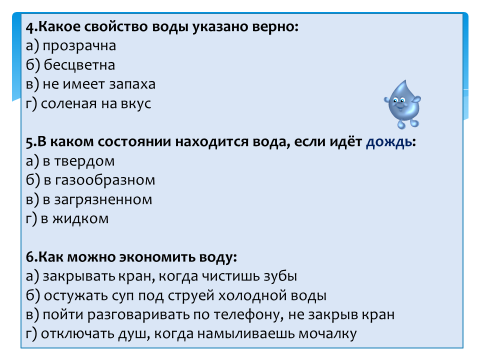 4.Какое свойство воды указано верно:
а) прозрачна
б) бесцветна
в) не имеет запаха
г) соленая на вкус
5.В каком состоянии находится вода, если идёт дождь:
а) в твердом
б) в газообразном
в) в загрязненном
г) в жидком
6.Как можно экономить воду:
а) закрывать кран, когда чистишь зубы
б) остужать суп под струей холодной воды
в) пойти разговаривать по телефону, не закрыв кран
г) отключать душ, когда намыливаешь мочалку